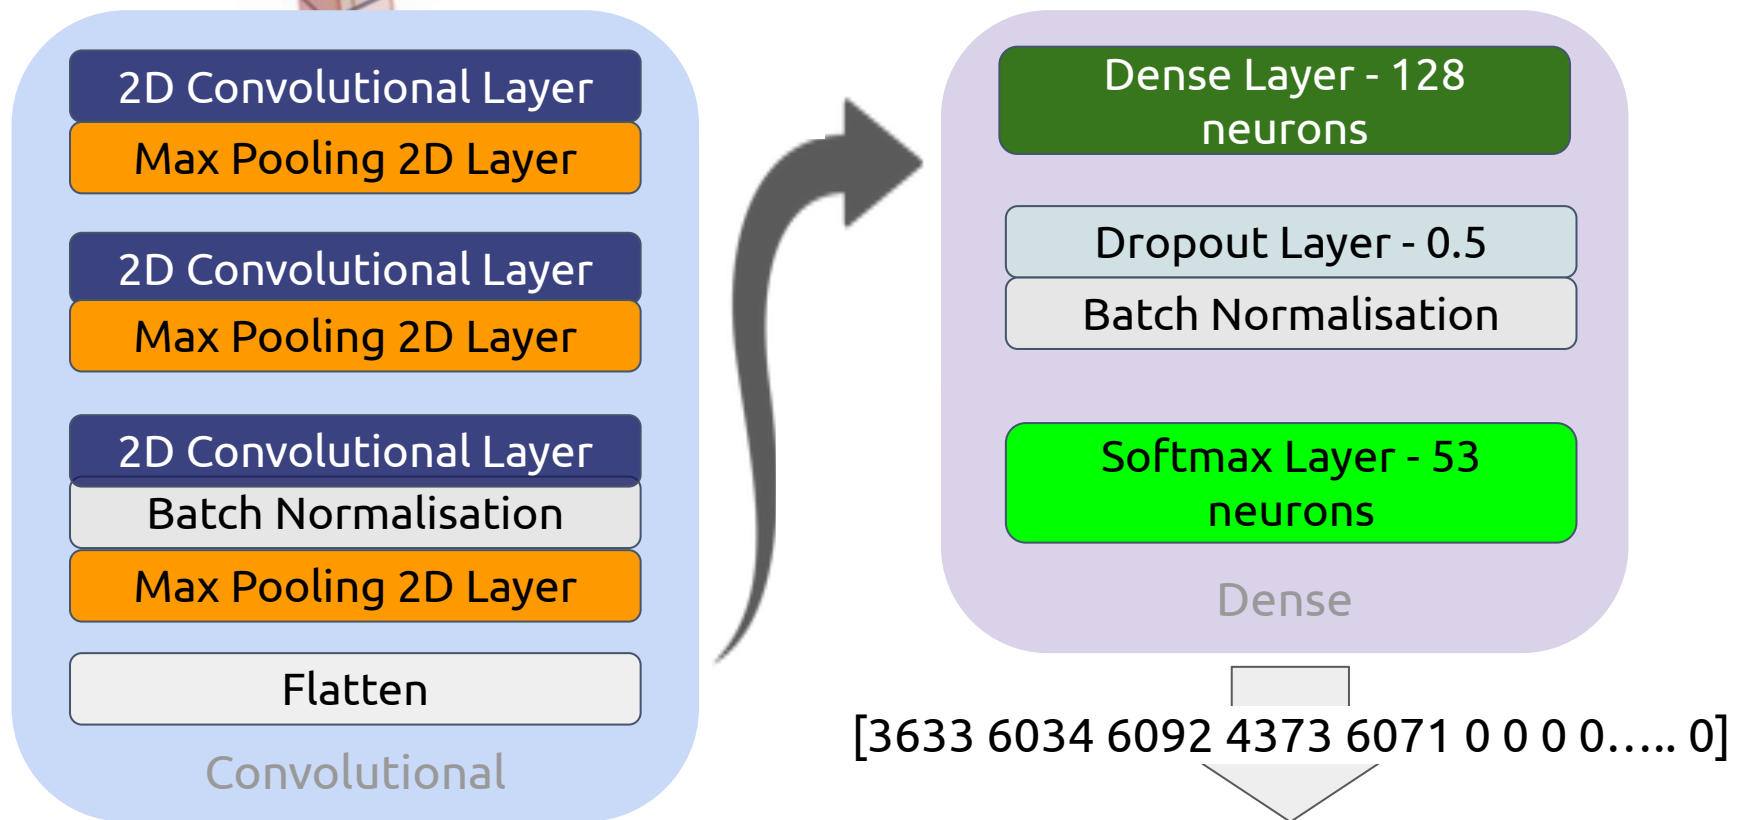 2D Convolutional Layer
Max Pooling 2D Layer
2D Convolutional Layer
Max Pooling 2D Layer
2D Convolutional Layer
Batch Normalisation
Max Pooling 2D Layer
Flatten
Convolutional
Dense Layer - 128
neurons
Dropout Layer - 0.5
Batch Normalisation
Softmax Layer - 53
neurons
Dense
[3633 6034 6092 4373 6071 0 0 0 0….. 0]